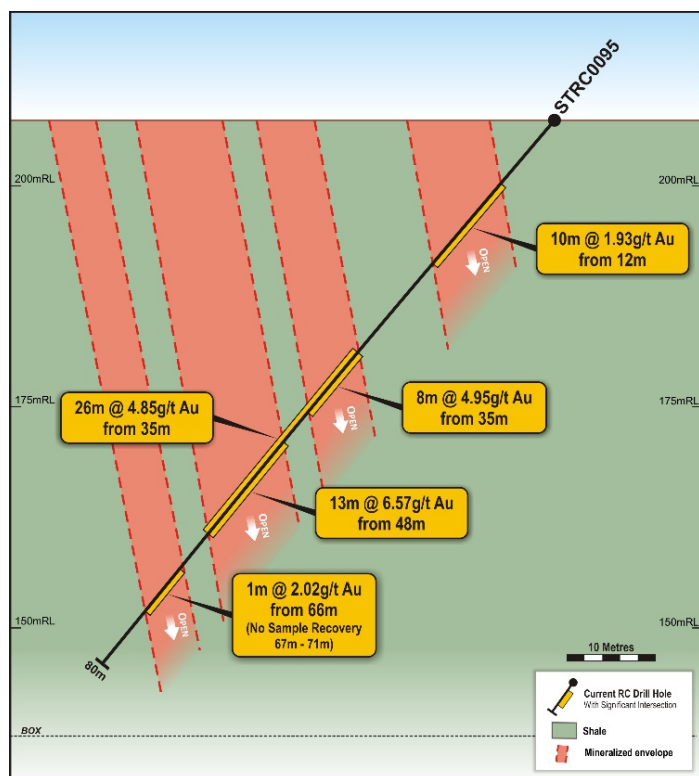 STRC0095
200mRL
200mRL
10m @ 1.93g/t Au
from 12m
OPEN
175mRL
175mRL
26m @ 4.85g/t Au
from 35m
8m @ 4.95g/t Au
from 35m
OPEN
13m @ 6.57g/t Au
from 48m
OPEN
1m @ 2.02g/t Au
from 66m
(No Sample Recovery
67m - 71m)
OPEN
150mRL
150mRL
80m
10 Metres
Current RC Drill Hole
With Significant Intersection
Shale
Mineralized envelope
BOX